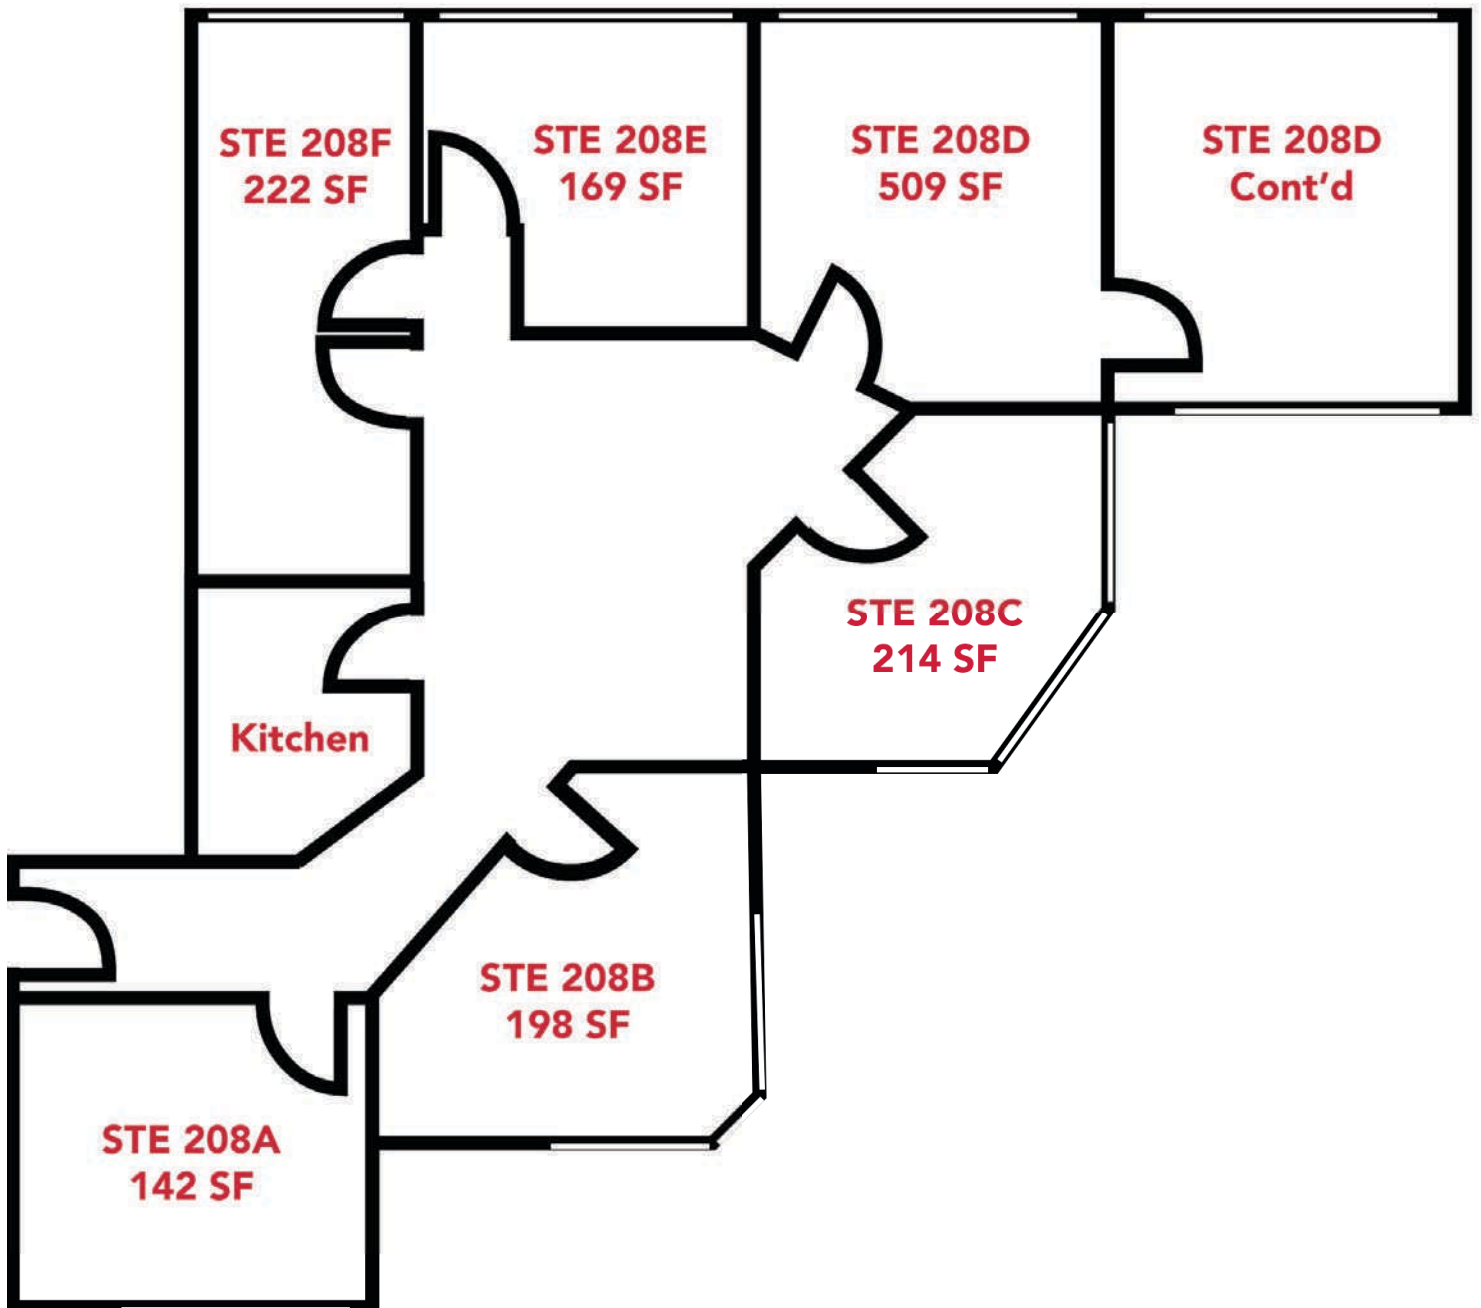 STE 208F
222 SF
STE 208E
169 SF
STE 208D
509 SF
STE 208D
Cont’d
STE 208C
214 SF
Kitchen
STE 208B
198 SF
STE 208A
142 SF